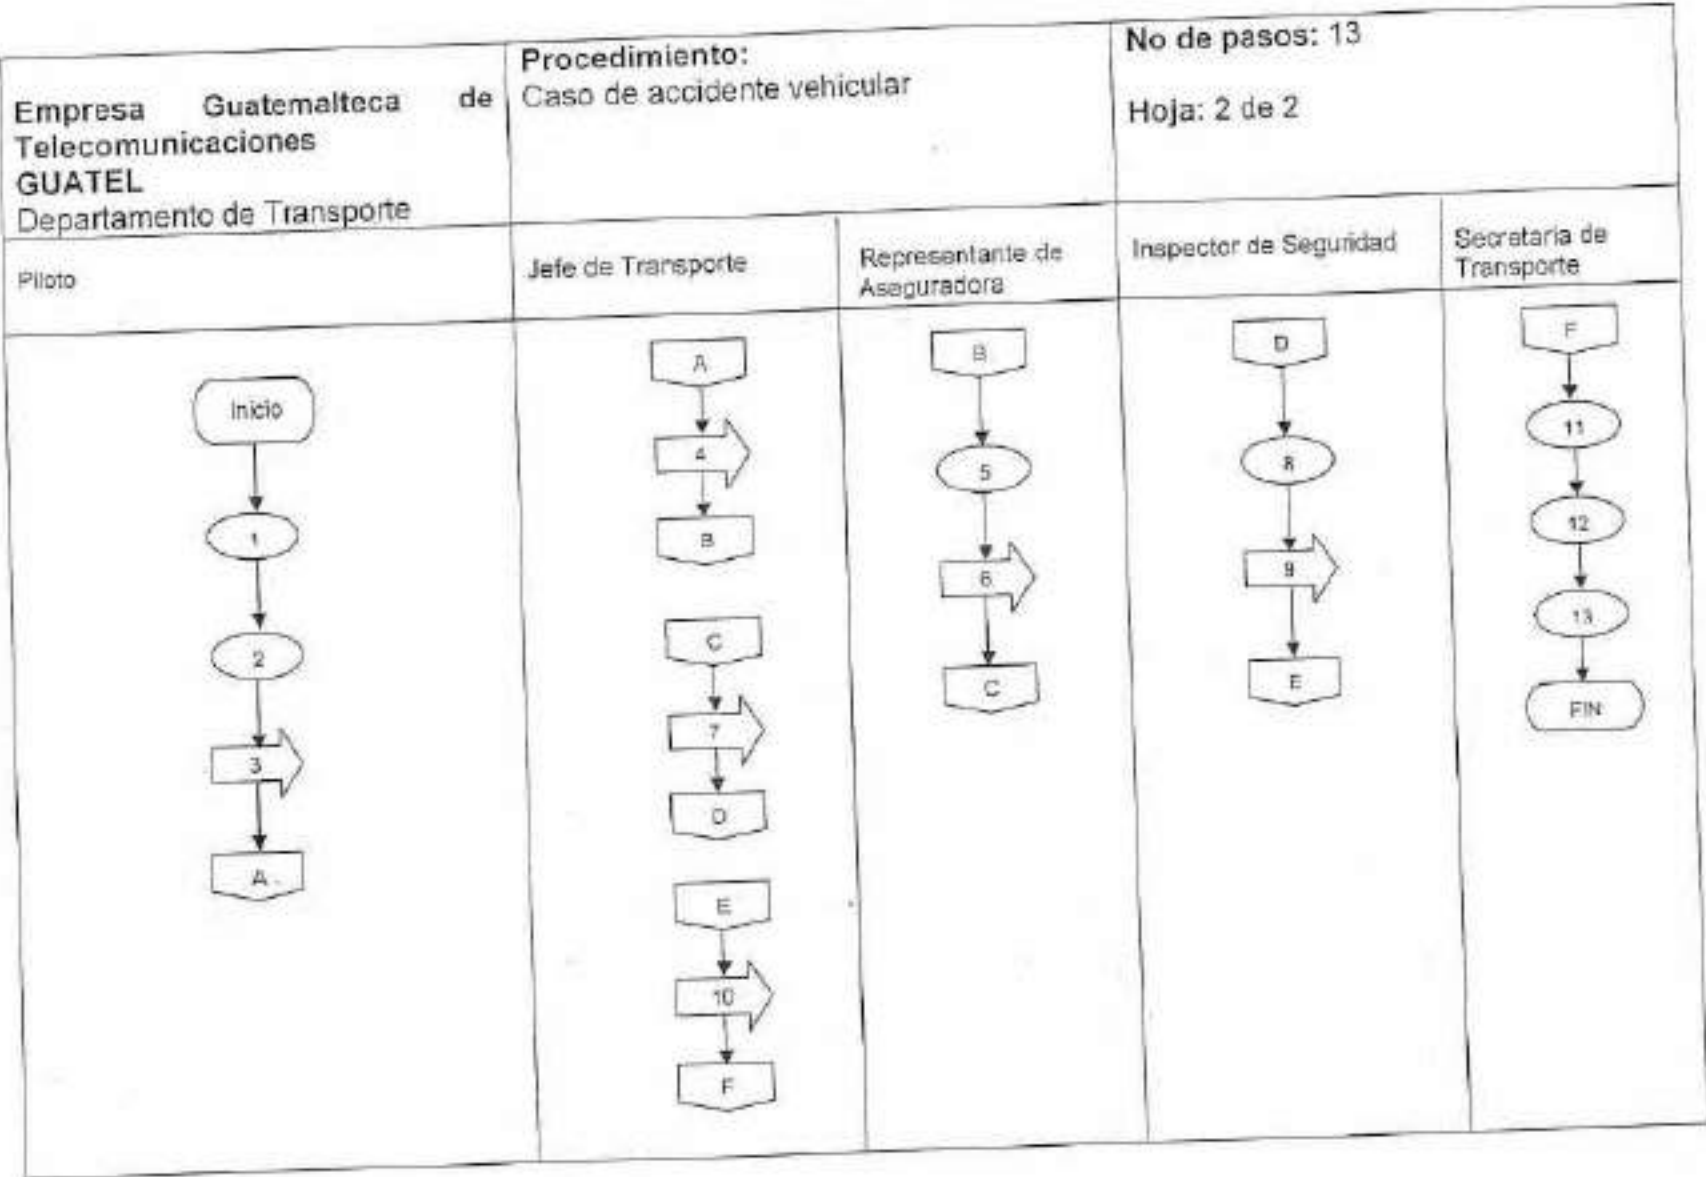 Empresa Guatemalteca de
Telecomunicaciones
GUATEL
Departamento de Transporte
Procedimiento:
Caso de accidente vehicular
No de pasos: 13
Hoja: 2 de 2
Piloto
Jefe de Transporte
Representante de
Aseguradora
Inspector de Seguridad
Secretaria de
Transporte
Inicio
1
2
3
A
A
4
B
C
7
D
E
10
F
B
5
6
C
D
8
9
E
F
11
12
13
FIN